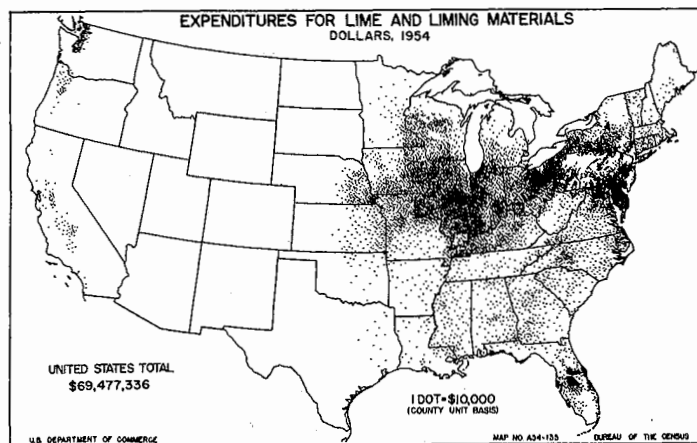 EXPENDITURES FOR LIME AND LIMING MATERIALS
DOLLARS, 1954
UNITED STATES TOTAL
$69,477,336
1 DOT=$10,000
(COUNTY UNIT BASIS)
U.S. DEPARTMENT OF COMMERCE
MAP NO. A54-135
BUREAU OF THE CENSUS